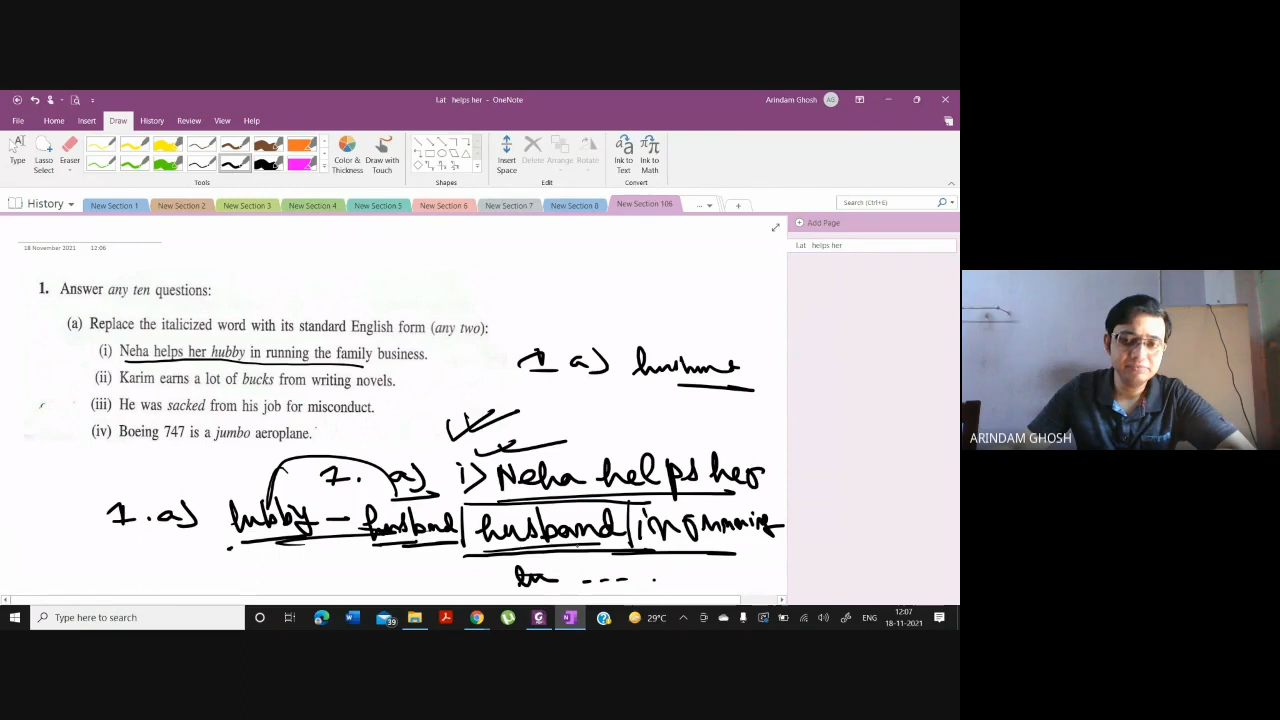 Lat helps her - OneNote
Arindam Ghosh
AG
File Home Insert Draw History Review View Help
Type
Lasso Select
Eraser
Tools
Color & Thickness
Draw with Touch
Shapes
Insert Space
Delete
Arrange
Rotate
Edit
Ink to Text
Ink to Math
Convert
History
New Section 1 New Section 2 New Section 3 New Section 4 New Section 5 New Section 6 New Section 7 New Section 8 New Section 106
Search (Ctrl+E)
Add Page
Lat helps her
18 November 2021 12:06
1. Answer any ten questions:
(a) Replace the italicized word with its standard English form (any two):
(i) Neha helps her hubby in running the family business.
(ii) Karim earns a lot of bucks from writing novels.
(iii) He was sacked from his job for misconduct.
(iv) Boeing 747 is a jumbo aeroplane.
1 a)
1. a) i) Neha helps her
1. a) hubby - husband | husband | in running
ARINDAM GHOSH
Type here to search
39
29°C
ENG
12:07
18-11-2021